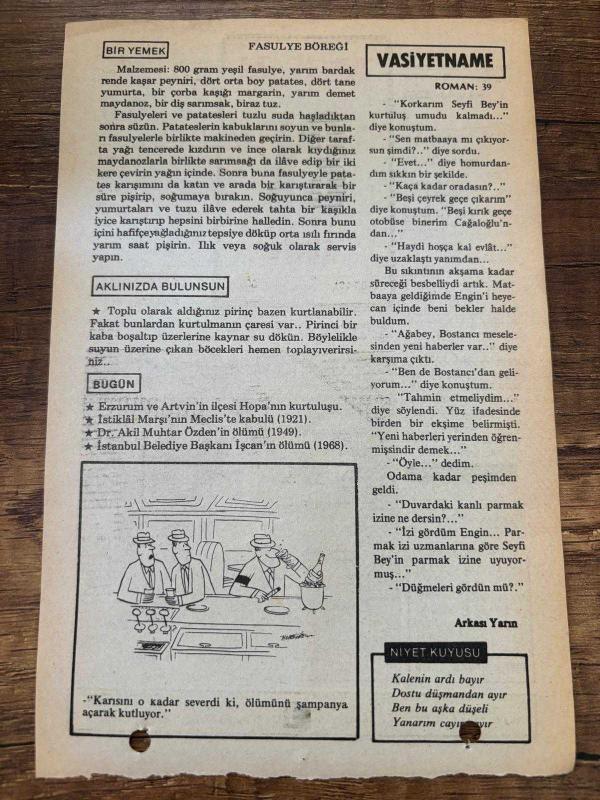 BİR YEMEK
FASULYE BÖREĞİ
Malzemesi: 800 gram yeşil fasulye, yarım bardak
rende kaşar peyniri, dört orta boy patates, dört tane
yumurta, bir çorba kaşığı margarin, yarım demet
maydanoz, bir diş sarımsak, biraz tuz.
Fasulyeleri ve patatesleri tuzlu suda haşladıktan
sonra süzün. Patateslerin kabuklarını soyun ve bunla-
rı fasulyelerle birlikte makineden geçirin. Diğer taraf-
ta yağı tencerede kızdırın ve ince olarak kıydığınız
maydanozlarla birlikte sarımsağı da ilâve edip bir iki
kere çevirin yağın içinde. Sonra buna fasulyeyle pata-
tes karışımını da katın ve arada bir karıştırarak bir
süre pişirip, soğumaya bırakın. Soğuyunca peyniri,
yumurtaları ve tuzu ilâve ederek tahta bir kaşıkla
iyice karıştırıp hepsini birbirine halledin. Sonra bunu
içini hafifçeyağladığınız tepsiye döküp orta ısılı fırında
yarım saat pişirin. Ilık veya soğuk olarak servis
yapın.
AKLINIZDA BULUNSUN
★ Toplu olarak aldığınız pirinç bazen kurtlanabilir.
Fakat bunlardan kurtulmanın çaresi var.. Pirinci bir
kaba boşaltıp üzerlerine kaynar su dökün. Böylelikle
suyun üzerine çıkan böcekleri hemen toplayıverirsi-
niz..
BUGÜN
★ Erzurum ve Artvin'in ilçesi Hopa'nın kurtuluşu.
★ İstiklâl Marşı'nın Meclis'te kabulü (1921).
★ Dr. Akil Muhtar Özden'in ölümü (1949).
★ İstanbul Belediye Başkanı İşcan'ın ölümü (1968).
-"Karısını o kadar severdi ki, ölümünü şampanya
açarak kutluyor."
VASİYETNAME
ROMAN: 39
- "Korkarım Seyfi Bey'in
kurtuluş umudu kalmadı..."
diye konuştum.
- "Sen matbaaya mı çıkıyor-
sun şimdi?.." diye sordu.
- "Evet..." diye homurdan-
dım sıkkın bir şekilde.
- "Kaça kadar oradasın?.."
- "Beşi çeyrek geçe çıkarım"
diye konuştum. "Beşi kırık geçe
otobüse binerim Cağaloğlu'n-
dan..."
- "Haydi hoşça kal evlât..."
diye uzaklaştı yanımdan...
Bu sıkıntının akşama kadar
süreceği besbelliydi artık. Mat-
baaya geldiğimde Engin'i heye-
can içinde beni bekler halde
buldum.
- "Ağabey, Bostancı mesele-
sinden yeni haberler var.." diye
karşıma çıktı.
- "Ben de Bostancı'dan geli-
yorum..." diye konuştum.
- "Tahmin etmeliydim..."
diye söylendi. Yüz ifadesinde
birden bir ekşime belirmişti.
"Yeni haberleri yerinden öğren-
mişsindir demek..."
- "Öyle..." dedim.
Odama kadar peşimden
geldi.
- "Duvardaki kanlı parmak
izine ne dersin?..."
- "İzi gördüm Engin... Par-
mak izi uzmanlarına göre Seyfi
Bey'in parmak izine uyuyor-
muş..."
- "Düğmeleri gördün mü?."
Arkası Yarın
NİYET KUYUSU
Kalenin ardı bayır
Dostu düşmandan ayır
Ben bu aşka düşeli
Yanarım cayır